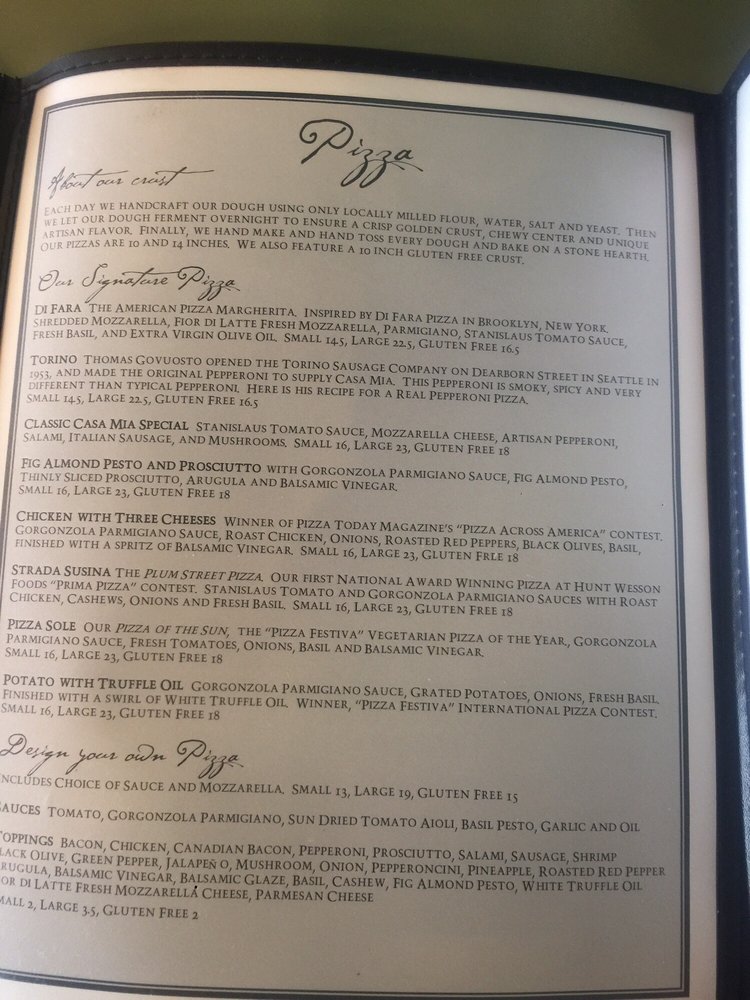 Pizza
About our crust
Each day we handcraft our dough using only locally milled flour, water, salt and yeast. Then
we let our dough ferment overnight to ensure a crisp golden crust, chewy center and unique
artisan flavor. Finally, we hand make and hand toss every dough and bake on a stone hearth.
Our pizzas are 10 and 14 inches. We also feature a 10 inch gluten free crust.
Our Signature Pizza
Di Fara The American Pizza Margherita. Inspired by Di Fara Pizza in Brooklyn, New York.
Shredded Mozzarella, Fior di Latte Fresh Mozzarella, Parmigiano, Stanislaus Tomato Sauce,
Fresh Basil, and Extra Virgin Olive Oil. Small 14.5, Large 22.5, Gluten Free 16.5
Torino Thomas Govuosto opened the Torino Sausage Company on Dearborn Street in Seattle in
1953, and made the original Pepperoni to supply Casa Mia. This Pepperoni is smoky, spicy and very
different than typical Pepperoni. Here is his recipe for a Real Pepperoni Pizza.
Small 14.5, Large 22.5, Gluten Free 16.5
Classic Casa Mia Special Stanislaus Tomato Sauce, Mozzarella cheese, Artisan Pepperoni,
Salami, Italian Sausage, and Mushrooms. Small 16, Large 23, Gluten Free 18
Fig Almond Pesto and Prosciutto with Gorgonzola Parmigiano Sauce, Fig Almond Pesto,
Thinly Sliced Prosciutto, Arugula and Balsamic Vinegar.
Small 16, Large 23, Gluten Free 18
Chicken with Three Cheeses Winner of Pizza Today Magazine's "Pizza Across America" contest.
Gorgonzola Parmigiano Sauce, Roast Chicken, Onions, Roasted Red Peppers, Black Olives, Basil,
finished with a spritz of Balsamic Vinegar. Small 16, Large 23, Gluten Frle 18
Strada Susina The Plum Street Pizza. Our first National Award Winning Pizza at Hunt Wesson
Foods "Prima Pizza" contest. Stanislaus Tomato and Gorgonzola Parmigiano Sauces with Roast
Chicken, Cashews, Onions and Fresh Basil. Small 16, Large 23, Gluten Free 18
Pizza Sole Our Pizza of the Sun, the "Pizza Festiva" Vegetarian Pizza of the Year., Gorgonzola
Parmigiano Sauce, Fresh Tomatoes, Onions, Basil and Balsamic Vinegar.
Small 16, Large 23, Gluten Free 18
Potato with Truffle Oil Gorgonzola Parmigiano Sauce, Grated Potatoes, Onions, Fresh Basil.
Finished with a swirl of White Truffle Oil. Winner, "Pizza Festiva" International Pizza Contest.
Small 16, Large 23, Gluten Free 18
Design your own Pizza
ncludes Choice of Sauce and Mozzarella. Small 13, Large 19, Gluten Free 15
auces Tomato, Gorgonzola Parmigiano, Sun Dried Tomato Aioli, Basil Pesto, Garlic and Oil
oppings Bacon, Chicken, Canadian Bacon, Pepperoni, Prosciutto, Salami, Sausage, Shrimp
lack Olive, Green Pepper, Jalapeño, Mushroom, Onion, Pepperoncini, Pineapple, Roasted Red Pepper
rugula, Balsamic Vinegar, Balsamic Glaze, Basil, Cashew, Fig Almond Pesto, White Truffle Oil
ior di Latte Fresh Mozzarella Cheese, Parmesan Cheese
mall 2, Large 3.5, Gluten Free 2